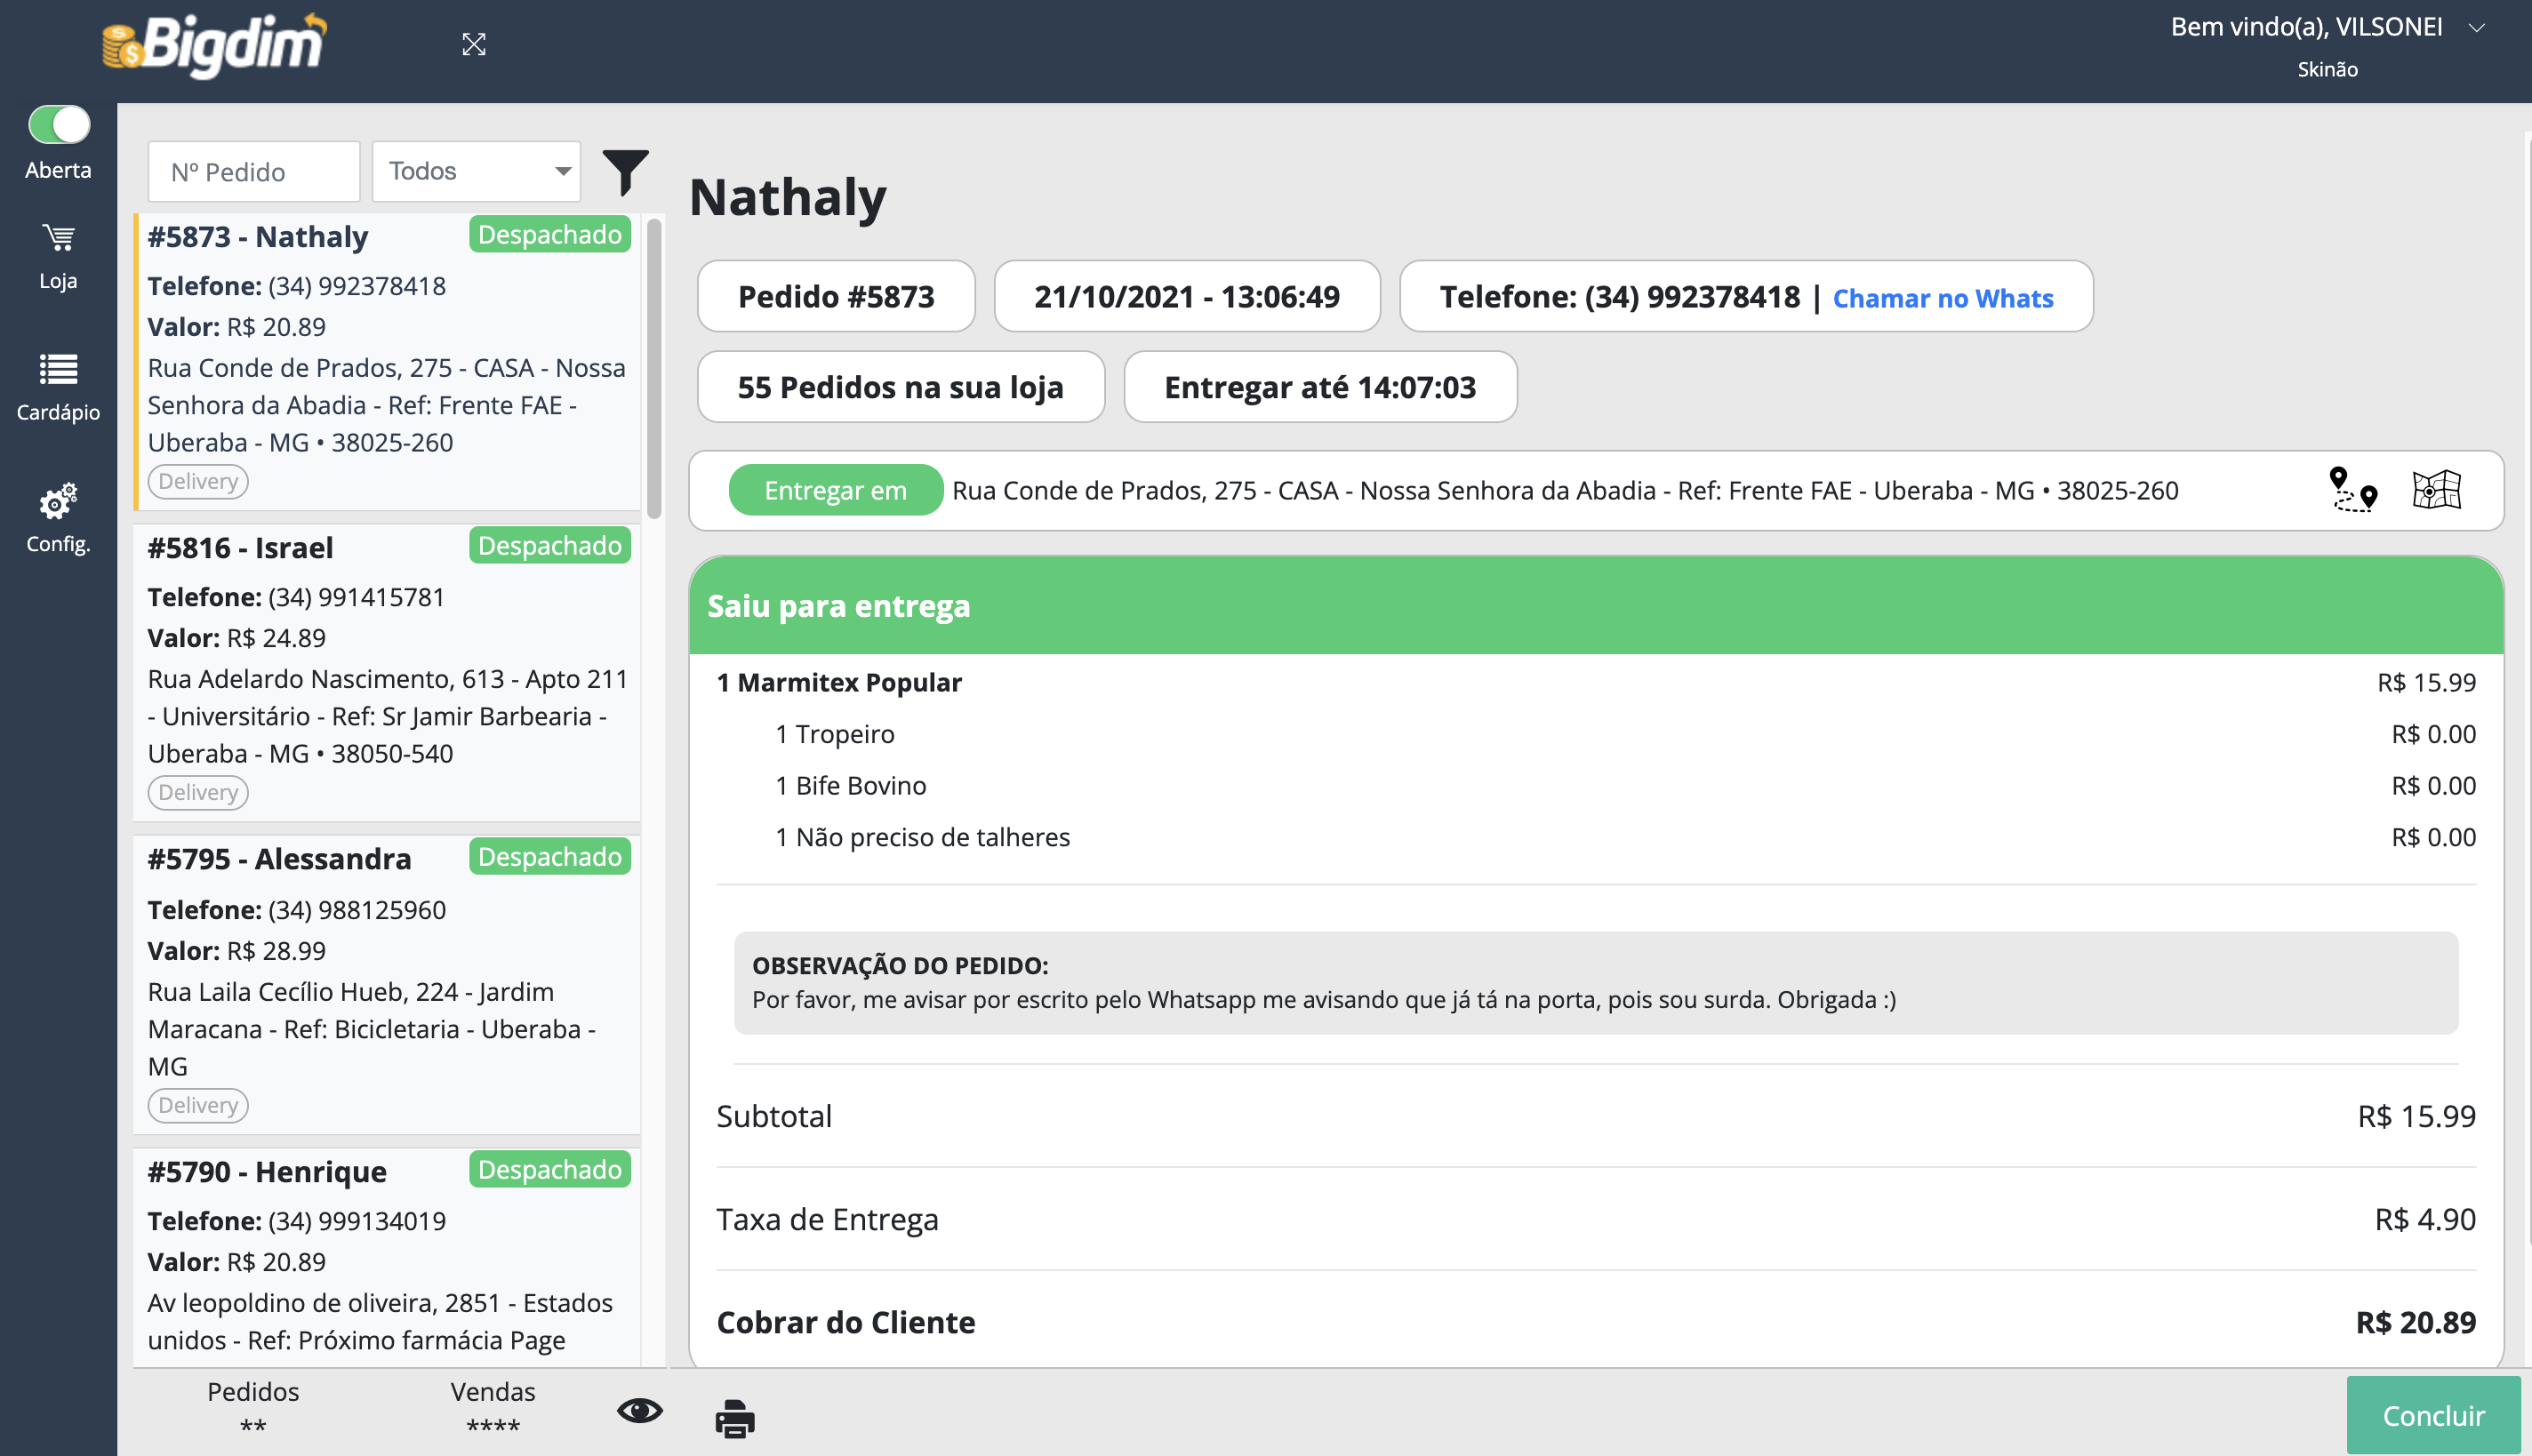 Bigdim
Bem vindo(a), VILSONEI
Skinão
Aberta
Loja
Cardápio
Config.
Nº Pedido
Todos
#5873 - Nathaly
Despachado
Telefone: (34) 992378418
Valor: R$ 20.89
Rua Conde de Prados, 275 - CASA - Nossa
Senhora da Abadia - Ref: Frente FAE -
Uberaba - MG • 38025-260
Delivery
#5816 - Israel
Despachado
Telefone: (34) 991415781
Valor: R$ 24.89
Rua Adelardo Nascimento, 613 - Apto 211
- Universitário - Ref: Sr Jamir Barbearia -
Uberaba - MG • 38050-540
Delivery
#5795 - Alessandra
Despachado
Telefone: (34) 988125960
Valor: R$ 28.99
Rua Laila Cecílio Hueb, 224 - Jardim
Maracana - Ref: Bicicletaria - Uberaba -
MG
Delivery
#5790 - Henrique
Despachado
Telefone: (34) 999134019
Valor: R$ 20.89
Av leopoldino de oliveira, 2851 - Estados
unidos - Ref: Próximo farmácia Page
Pedidos
**
Vendas
****
Nathaly
Pedido #5873
21/10/2021 - 13:06:49
Telefone: (34) 992378418 | Chamar no Whats
55 Pedidos na sua loja
Entregar até 14:07:03
Entregar em Rua Conde de Prados, 275 - CASA - Nossa Senhora da Abadia - Ref: Frente FAE - Uberaba - MG • 38025-260
Saiu para entrega
1 Marmitex Popular R$ 15.99
1 Tropeiro R$ 0.00
1 Bife Bovino R$ 0.00
1 Não preciso de talheres R$ 0.00
OBSERVAÇÃO DO PEDIDO:
Por favor, me avisar por escrito pelo Whatsapp me avisando que já tá na porta, pois sou surda. Obrigada :)
Subtotal R$ 15.99
Taxa de Entrega R$ 4.90
Cobrar do Cliente R$ 20.89
Concluir